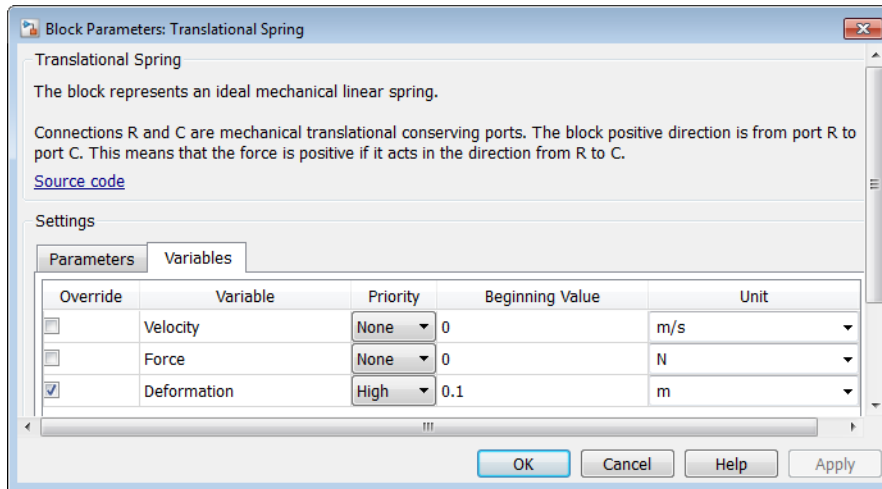 Block Parameters: Translational Spring
Translational Spring
The block represents an ideal mechanical linear spring.
Connections R and C are mechanical translational conserving ports. The block positive direction is from port R to
port C. This means that the force is positive if it acts in the direction from R to C.
Source code
Settings
Parameters Variables
Override Variable Priority Beginning Value Unit
Velocity None 0 m/s
Force None 0 N
Deformation High 0.1 m
OK Cancel Help Apply